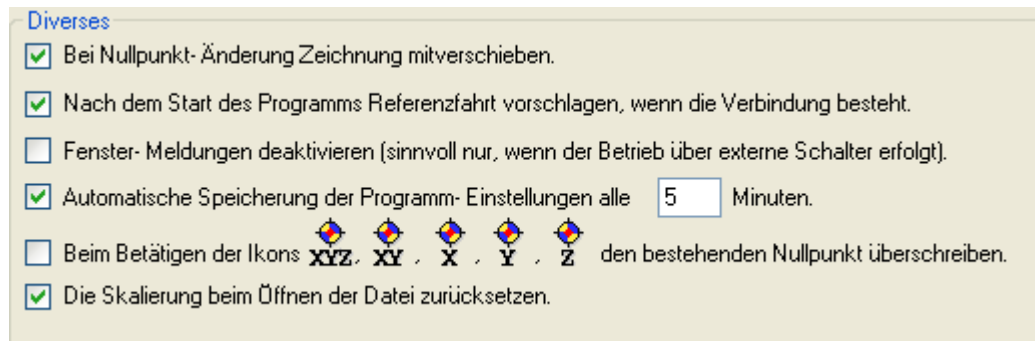 Diverses
Bei Nullpunkt- Änderung Zeichnung mitverschieben.
Nach dem Start des Programms Referenzfahrt vorschlagen, wenn die Verbindung besteht.
Fenster- Meldungen deaktivieren (sinnvoll nur, wenn der Betrieb über externe Schalter erfolgt).
Automatische Speicherung der Programm- Einstellungen alle 5 Minuten.
Beim Betätigen der Ikons XYZ, XY , X , Y , Z den bestehenden Nullpunkt überschreiben.
Die Skalierung beim Öffnen der Datei zurücksetzen.